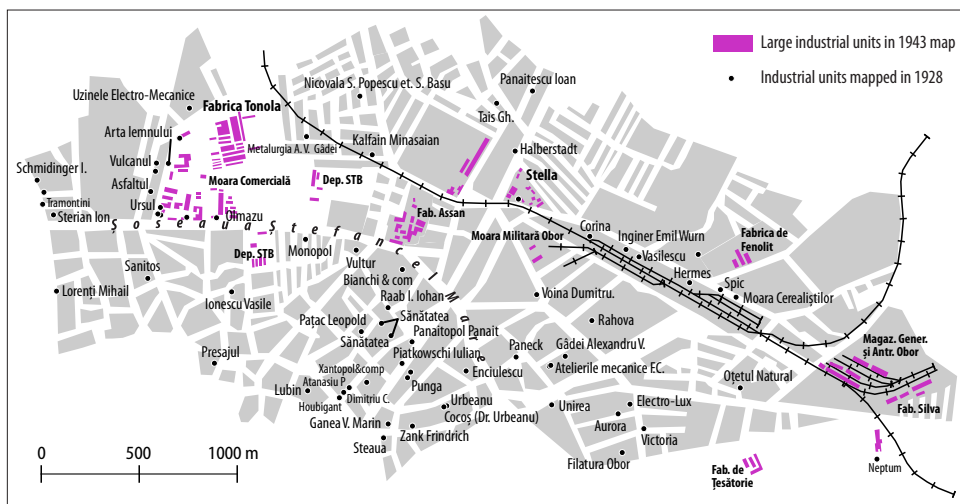 Large industrial units in 1943 map
Industrial units mapped in 1928
Nicovala S. Popescu et. S. Basu
Panaitescu Ioan
Uzinele Electro-Mecanice
Fabrica Tonola
Tais Gh.
Arta lemnului
Metalurgia A. V. Gâdei
Kalfain Minasaian
Halberstadt
Schmidinger I.
Vulcanul
Asfaltul
Moara Comercială
Dep. STB
Stella
Tramontini
Ursul
Sterian Ion
Olmazu
Fab. Assan
Șoseaua Ștefan cel Mare
Moara Militară Obor
Corina
Inginer Emil Wurn
Fabrica de
Fenolit
Dep. STB
Monopol
Vultur
Vasilescu
Sanitos
Bianchi & com
Hermes
Spic
Lorenți Mihail
Ionescu Vasile
Raab I. Iohan
Voina Dumitru.
Moara Cerealiștilor
Sănătatea
Pațac Leopold
Rahova
Panaitopol Panait
Sănătatea
Magaz. Gener.
și Antr. Obor
Presajul
Piatkowschi Iulian
Paneck
Gâdei Alexandru V.
Xantopol&comp
Enciulescu
Atelierile mecanice EC.
Atanasiu P
Punga
Oțetul Natural
Lubin
Dimitriu C.
Houbigant
Urbeanu
Unirea
Electro-Lux
Fab. Silva
Cocoș (Dr. Urbeanu)
Ganea V. Marin
Aurora
Zank Frindrich
Victoria
Steaua
Filatura Obor
Fab. de
Țesătorie
Neptum
0 500 1000 m